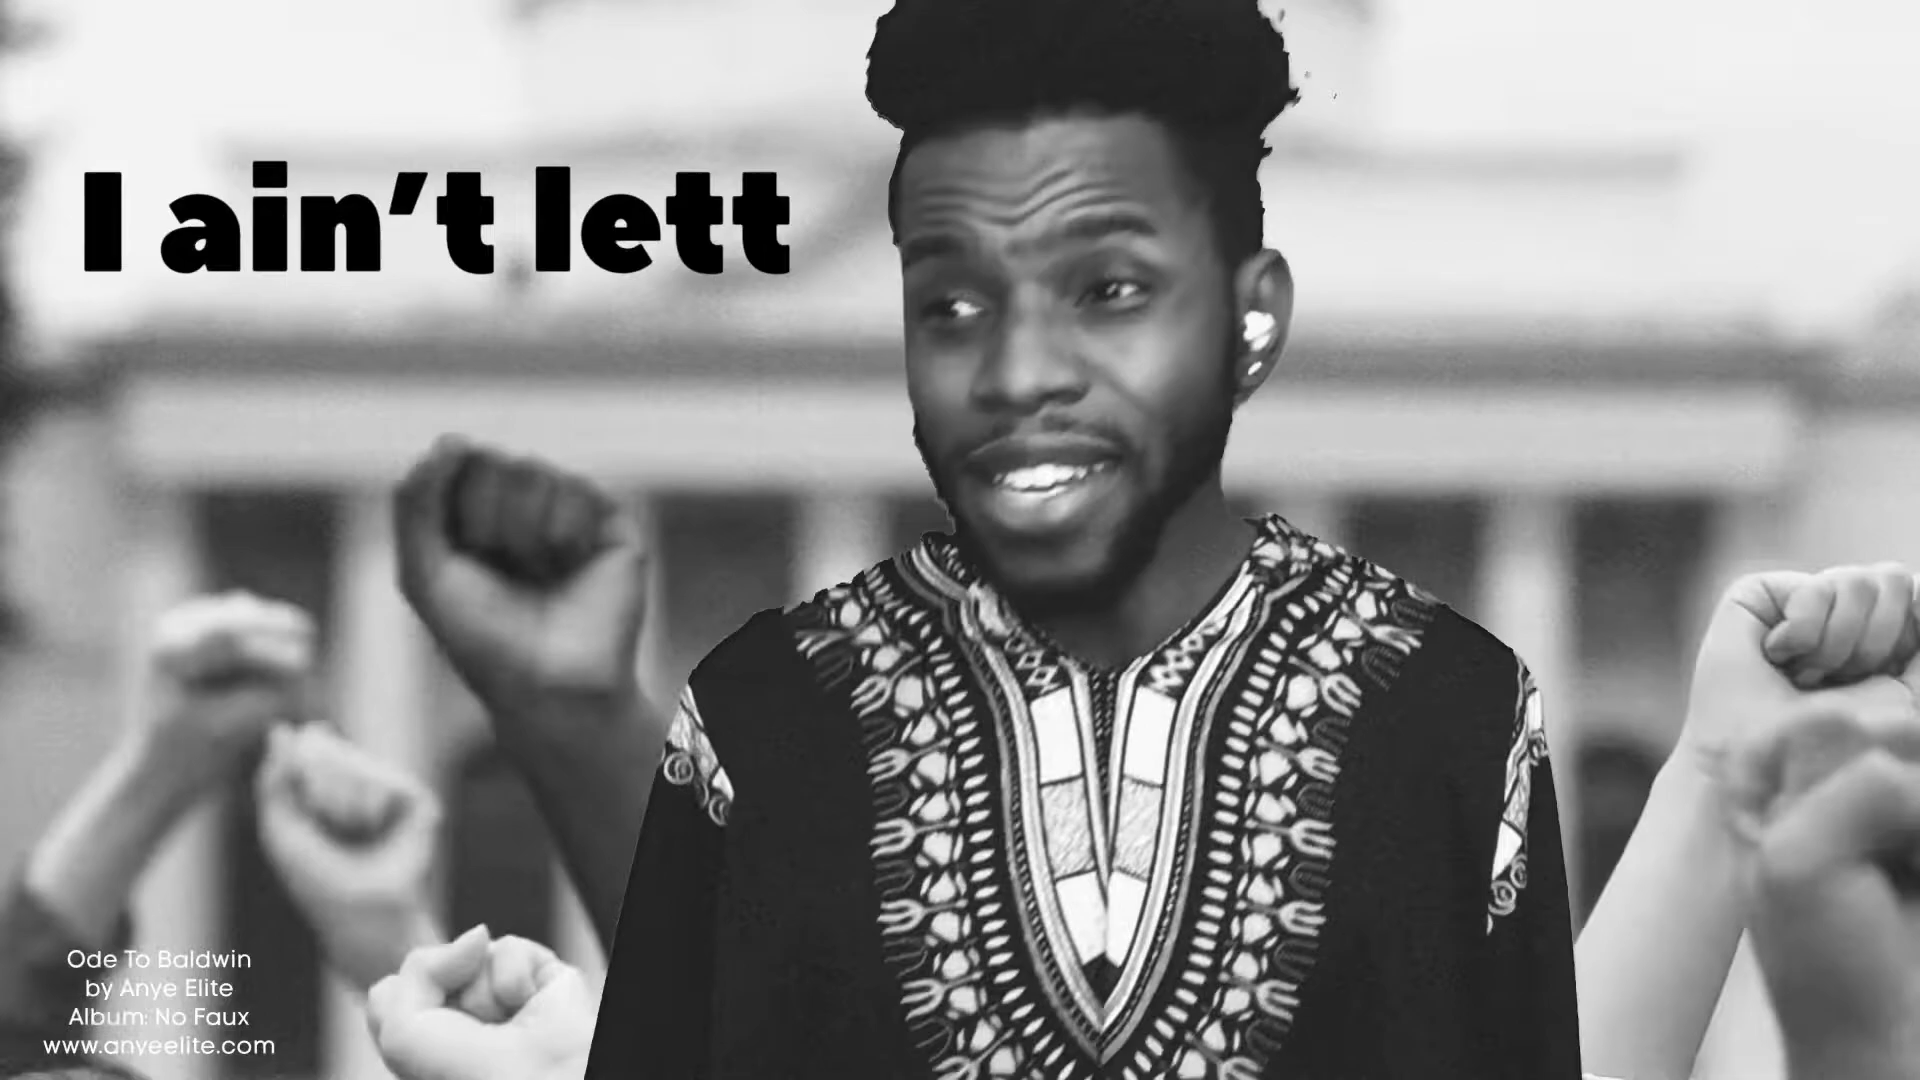 I ain’t lett
Ode To Baldwin
by Anye Elite
Album: No Faux
www.anyeelite.com